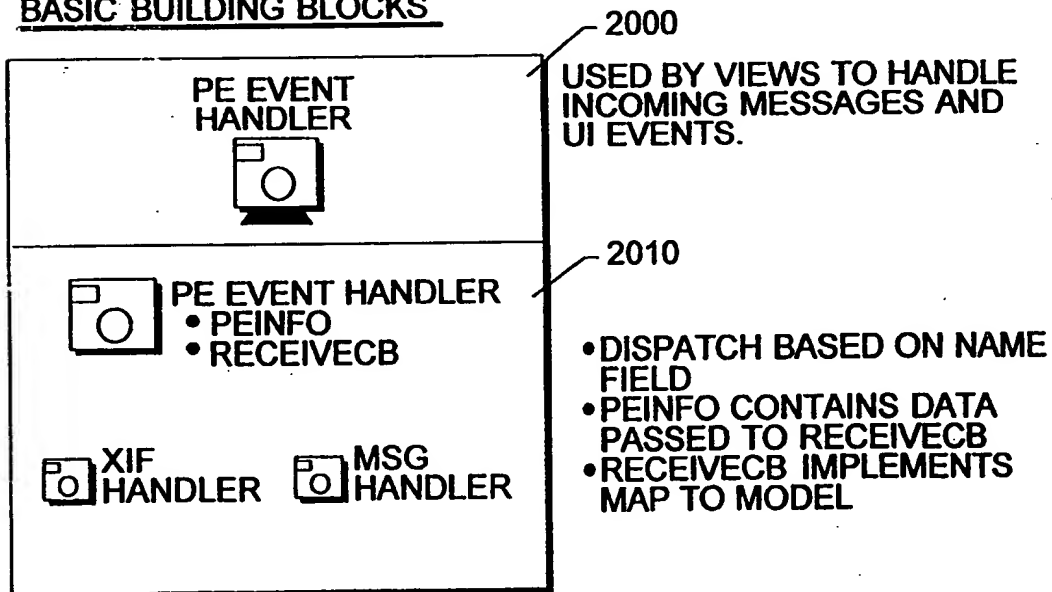 BASIC BUILDING BLOCKS
2000
PE EVENT
HANDLER
USED BY VIEWS TO HANDLE
INCOMING MESSAGES AND
UI EVENTS.
2010
PE EVENT HANDLER
• PEINFO
• RECEIVECB
XIF
HANDLER
MSG
HANDLER
•DISPATCH BASED ON NAME
FIELD
•PEINFO CONTAINS DATA
PASSED TO RECEIVECB
•RECEIVECB IMPLEMENTS
MAP TO MODEL